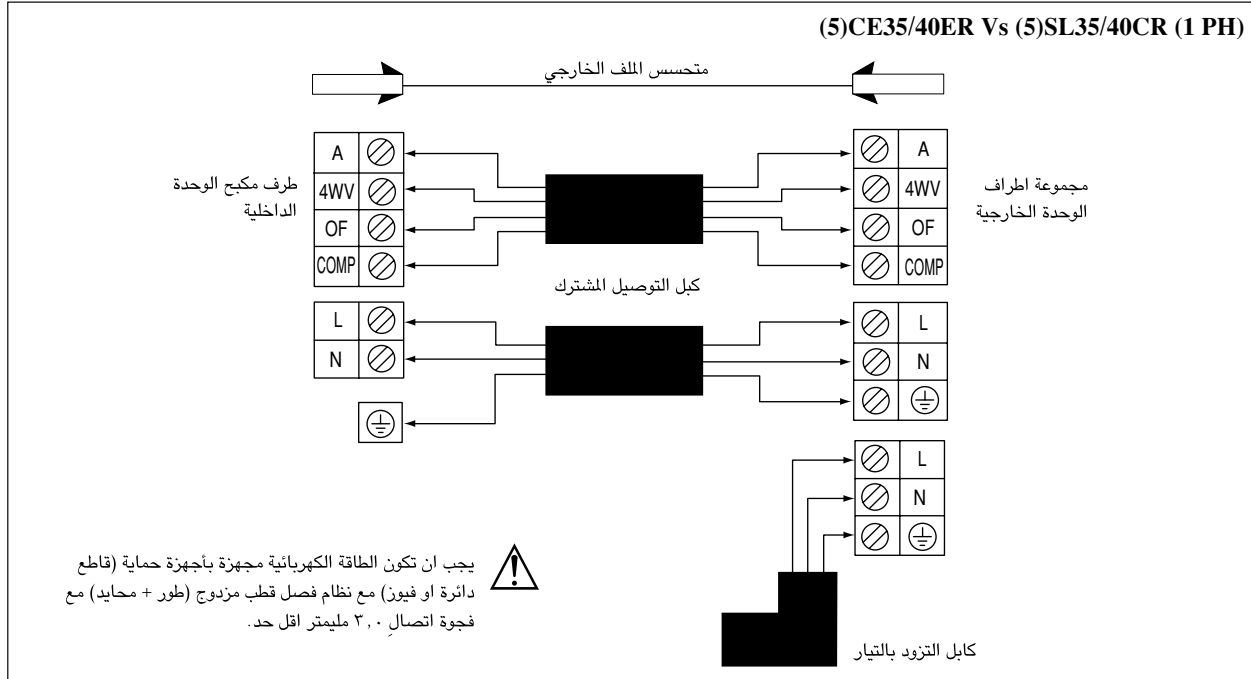 (5)CE35/40ER Vs (5)SL35/40CR (1 PH)
متحسس الملف الخارجي
طرف مكبح الوحدة
الداخلية
A
4WV
OF
COMP
L
N
A
4WV
OF
COMP
مجموعة اطراف
الوحدة الخارجية
كبل التوصيل المشترك
L
N
L
N
يجب ان تكون الطاقة الكهربائية مجهزة بأجهزة حماية (قاطع
دائرة او فيوز) مع نظام فصل قطب مزدوج (طور + محايد) مع
فجوة اتصالٍ ٣,٠ مليمتر اقل حد.
كابل التزود بالتيار